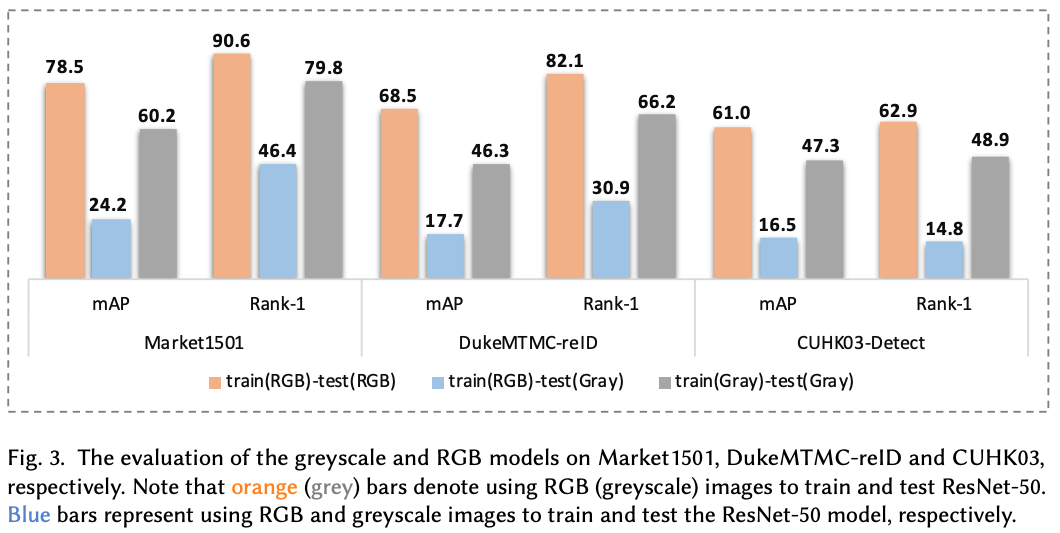 90.6
78.5 79.8 82.1
68.5 66.2
60.2 61.0 62.9
46.4 46.3 47.3 48.9
24.2 30.9
17.7 16.5 14.8
mAP Rank-1 mAP Rank-1 mAP Rank-1
Market1501 DukeMTMC-reID CUHK03-Detect
train(RGB)-test(RGB) train(RGB)-test(Gray) train(Gray)-test(Gray)
Fig. 3. The evaluation of the greyscale and RGB models on Market1501, DukeMTMC-reID and CUHK03,
respectively. Note that orange (grey) bars denote using RGB (greyscale) images to train and test ResNet-50.
Blue bars represent using RGB and greyscale images to train and test the ResNet-50 model, respectively.